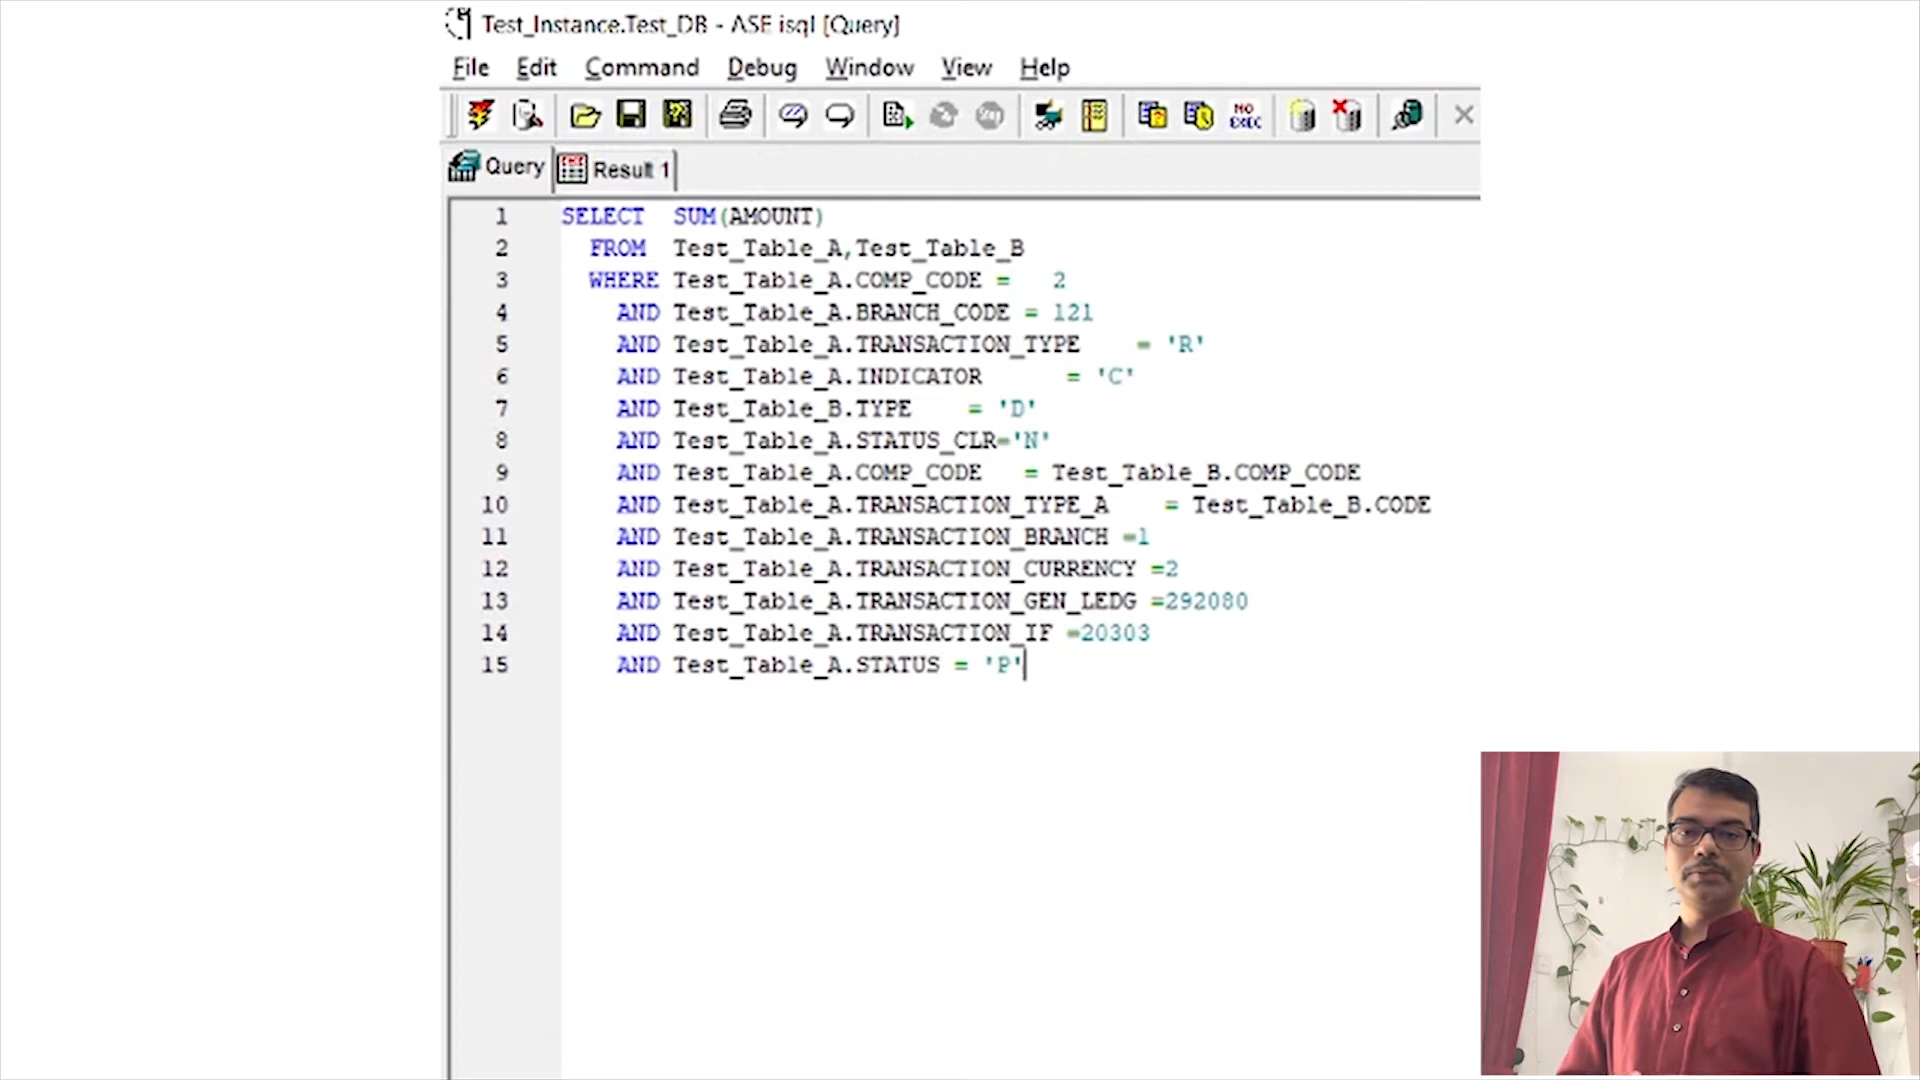 Test_Instance.Test_DB - ASE isql [Query]
File Edit Command Debug Window View Help
NO EXEC
Query Result 1
1 SELECT SUM(AMOUNT)
2 FROM Test_Table_A,Test_Table_B
3 WHERE Test_Table_A.COMP_CODE = 2
4 AND Test_Table_A.BRANCH_CODE = 121
5 AND Test_Table_A.TRANSACTION_TYPE = 'R'
6 AND Test_Table_A.INDICATOR = 'C'
7 AND Test_Table_B.TYPE = 'D'
8 AND Test_Table_A.STATUS_CLR='N'
9 AND Test_Table_A.COMP_CODE = Test_Table_B.COMP_CODE
10 AND Test_Table_A.TRANSACTION_TYPE_A = Test_Table_B.CODE
11 AND Test_Table_A.TRANSACTION_BRANCH =1
12 AND Test_Table_A.TRANSACTION_CURRENCY =2
13 AND Test_Table_A.TRANSACTION_GEN_LEDG =292080
14 AND Test_Table_A.TRANSACTION_IF =20303
15 AND Test_Table_A.STATUS = 'P'